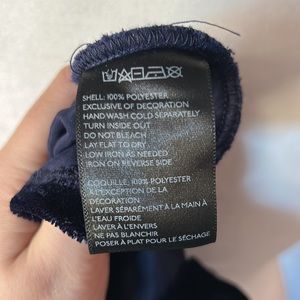 SHELL: 100% POLYESTER
EXCLUSIVE OF DECORATION
HAND WASH COLD SEPARATELY
TURN INSIDE OUT
DO NOT BLEACH
LAY FLAT TO DRY
LOW IRON AS NEEDED
IRON ON REVERSE SIDE
COQUILLE, 100% POLYESTER
A L'EXCEPTION DE LA
DÉCORATION
LAVER SÉPARÉMENT À LA MAIN À
L'EAU FROIDE
LAVER À L'ENVERS
NE PAS BLANCHIR
POSER À PLAT POUR LE SÉCHAGE